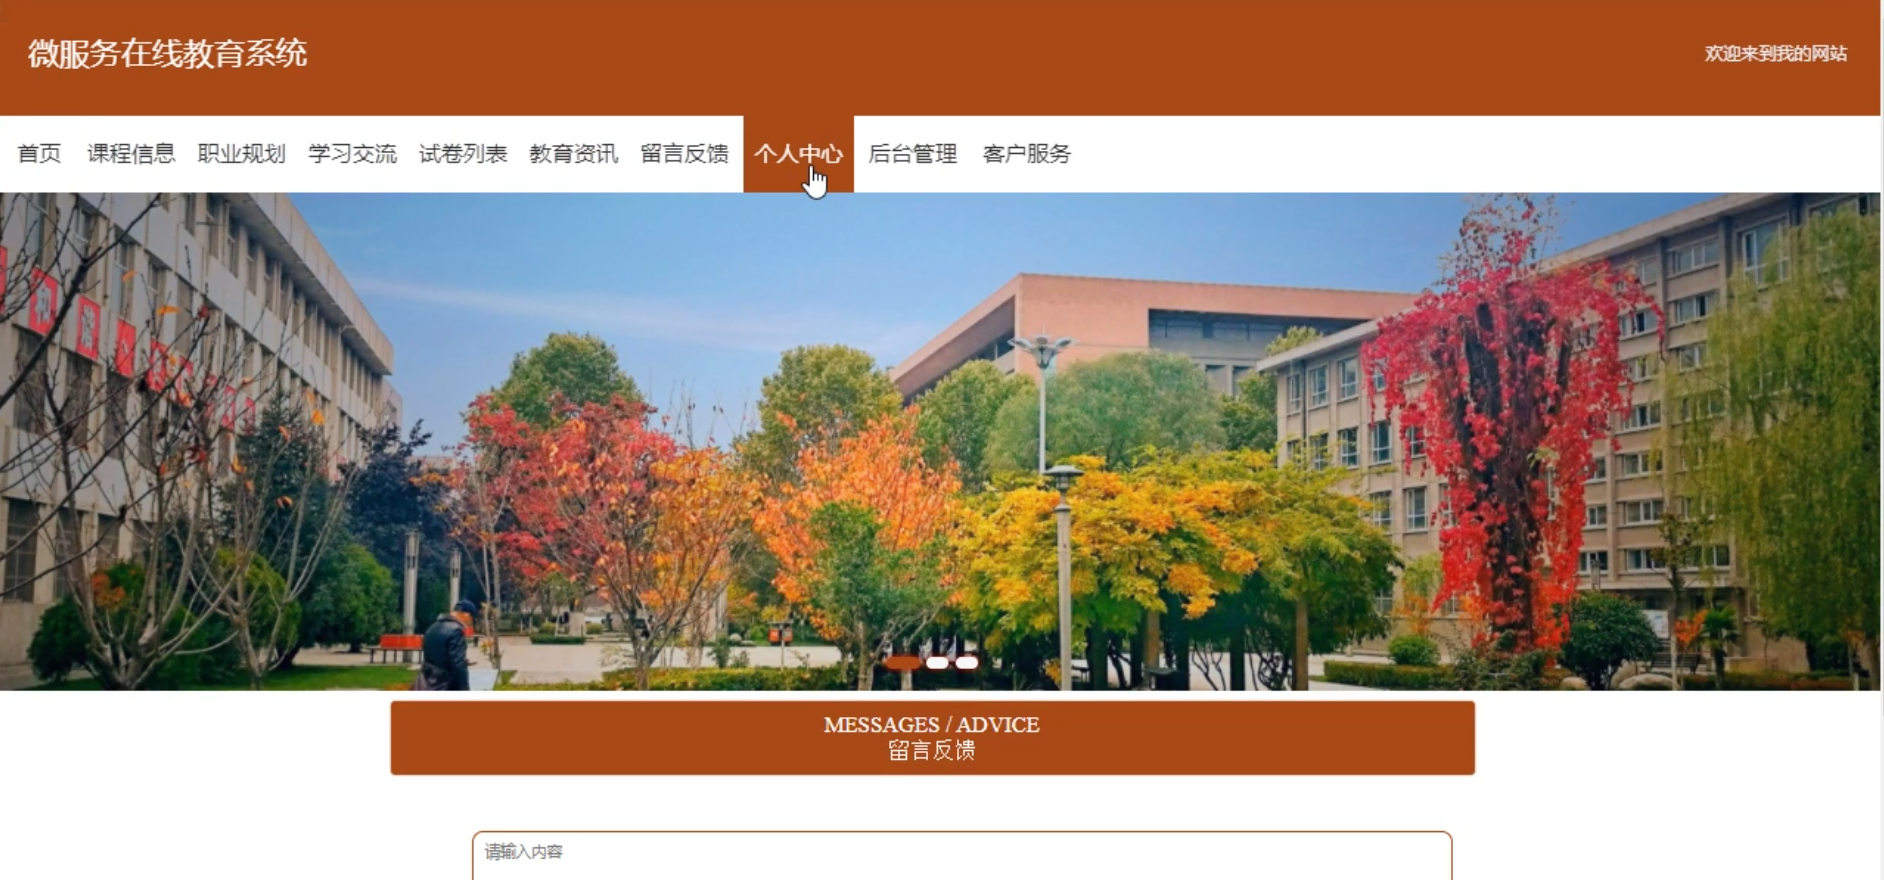 微服务在线教育系统
欢迎来到我的网站
首页 课程信息 职业规划 学习交流 试卷列表 教育资讯 留言反馈 个人中心 后台管理 客户服务
MESSAGES / ADVICE
留言反馈
请输入内容